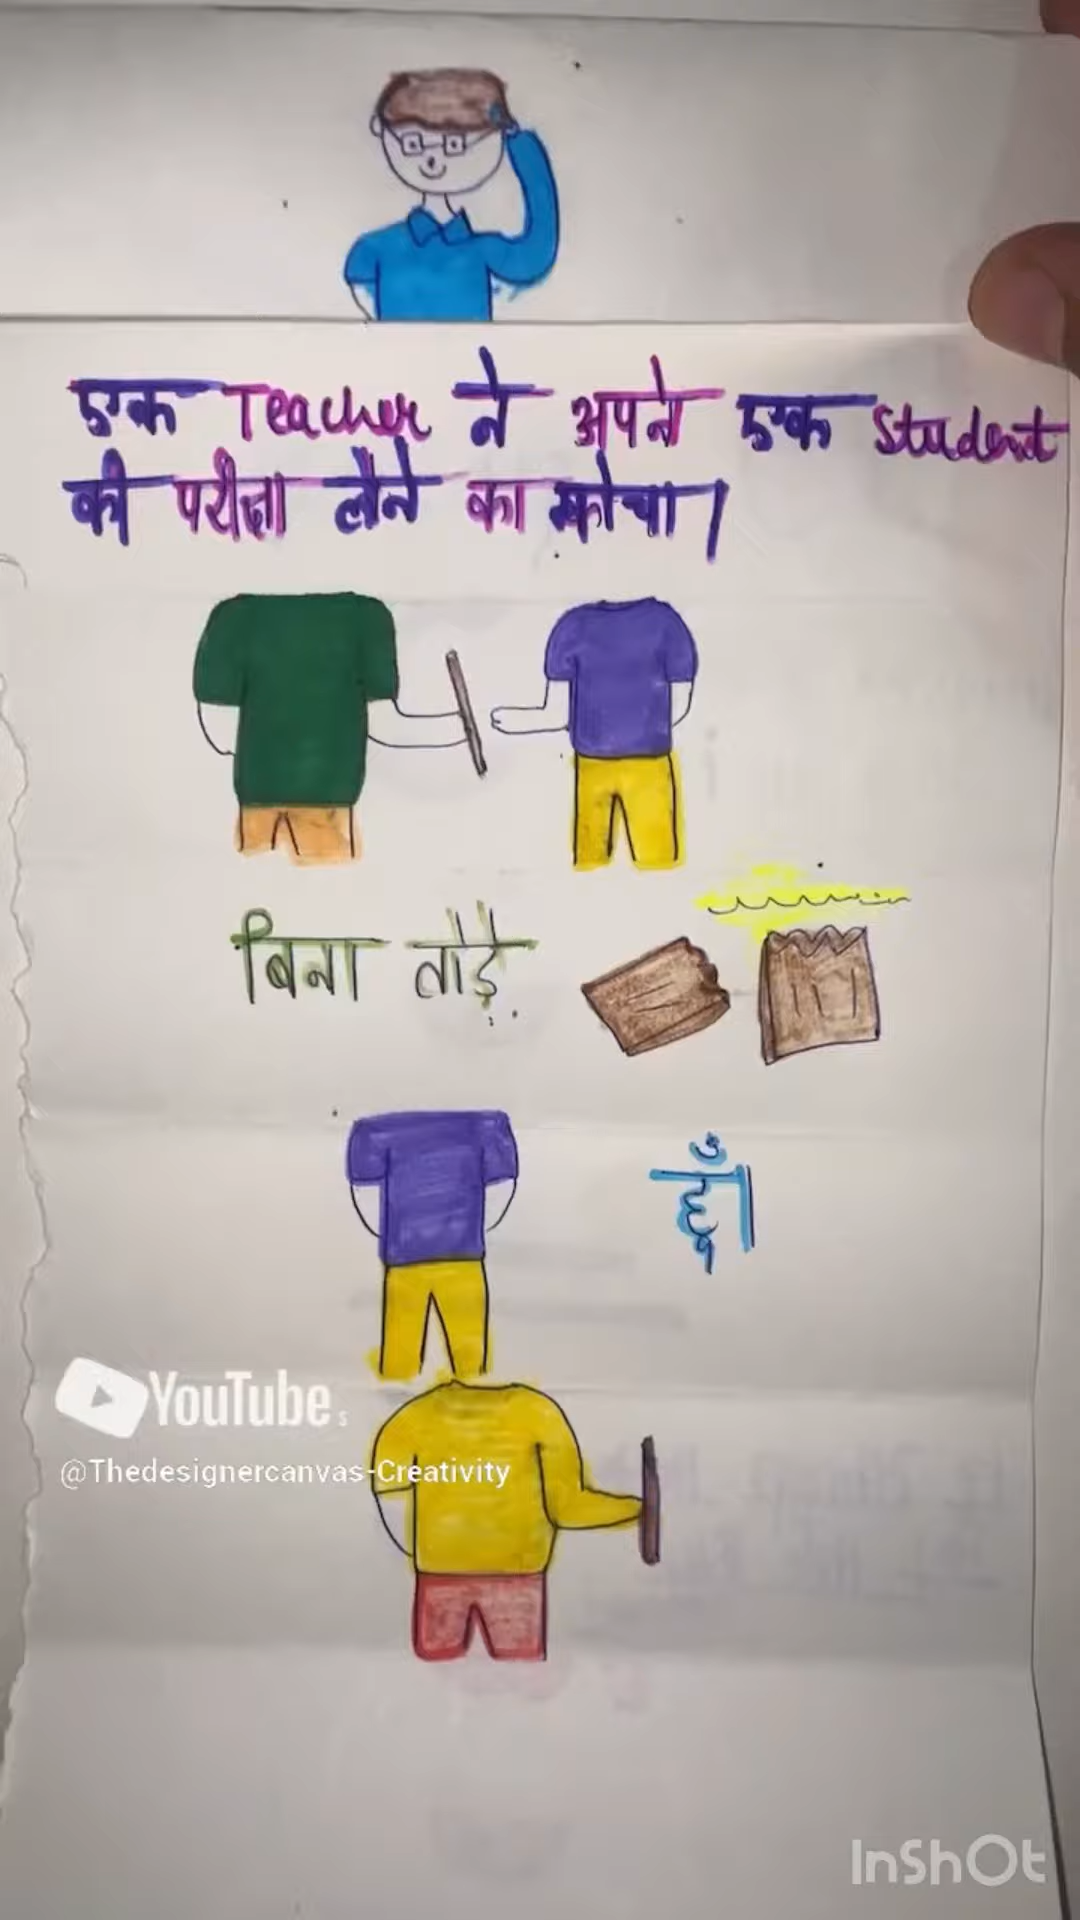 एक Teacher ने अपने एक Student
की परीक्षा लेने का सोचा।
बिना तोड़े
हाँ
YouTube
@Thedesignercanvas-Creativity
InShOt